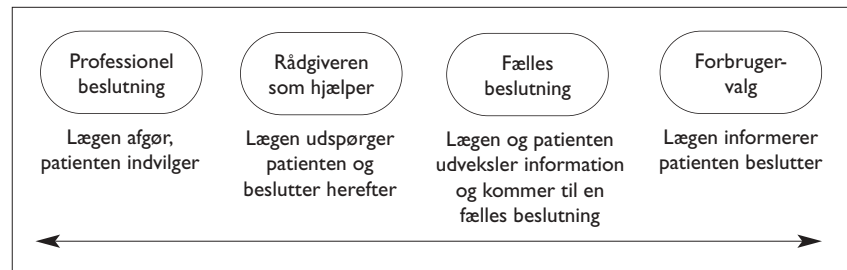 Professionel
beslutning
Lægen afgør,
patienten indvilger
Rådgiveren
som hjælper
Lægen udspørger
patienten og
beslutter herefter
Fælles
beslutning
Lægen og patienten
udveksler information
og kommer til en
fælles beslutning
Forbruger-
valg
Lægen informerer
patienten beslutter